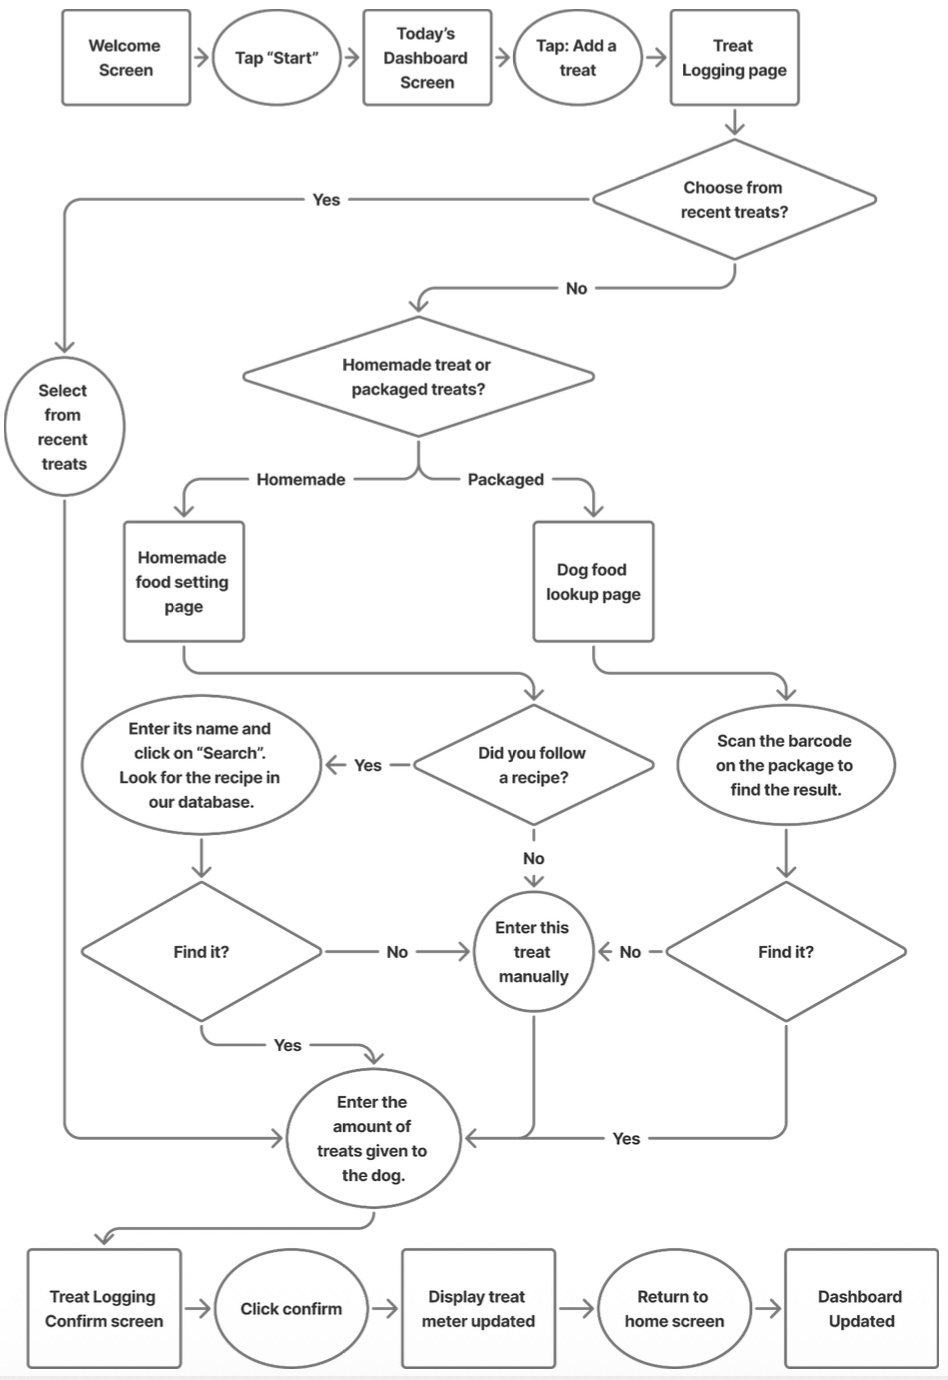 Welcome
Screen
Tap “Start”
Today’s
Dashboard
Screen
Tap: Add a
treat
Treat
Logging page
Choose from
recent treats?
Yes
No
Homemade treat or
packaged treats?
Select
from
recent
treats
Homemade
Packaged
Homemade
food setting
page
Dog food
lookup page
Enter its name and
click on “Search”.
Look for the recipe in
our database.
Yes
Did you follow
a recipe?
Scan the barcode
on the package to
find the result.
No
Find it?
No
Enter this
treat
manually
No
Find it?
Yes
Enter the
amount of
treats given to
the dog.
Yes
Treat Logging
Confirm screen
Click confirm
Display treat
meter updated
Return to
home screen
Dashboard
Updated